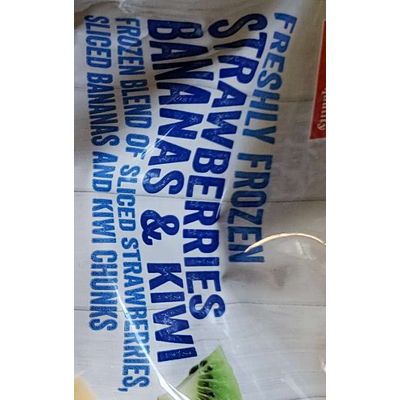 FRESHLY FROZEN
STRAWBERRIES
BANANAS & KIWI
FROZEN BLEND OF SLICED STRAWBERRIES,
SLICED BANANAS AND KIWI CHUNKS